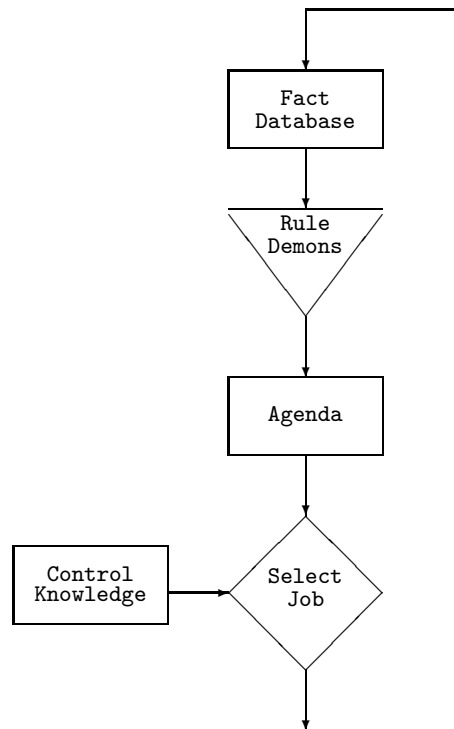 Fact
Database
Rule
Demons
Agenda
Control
Knowledge
Select
Job